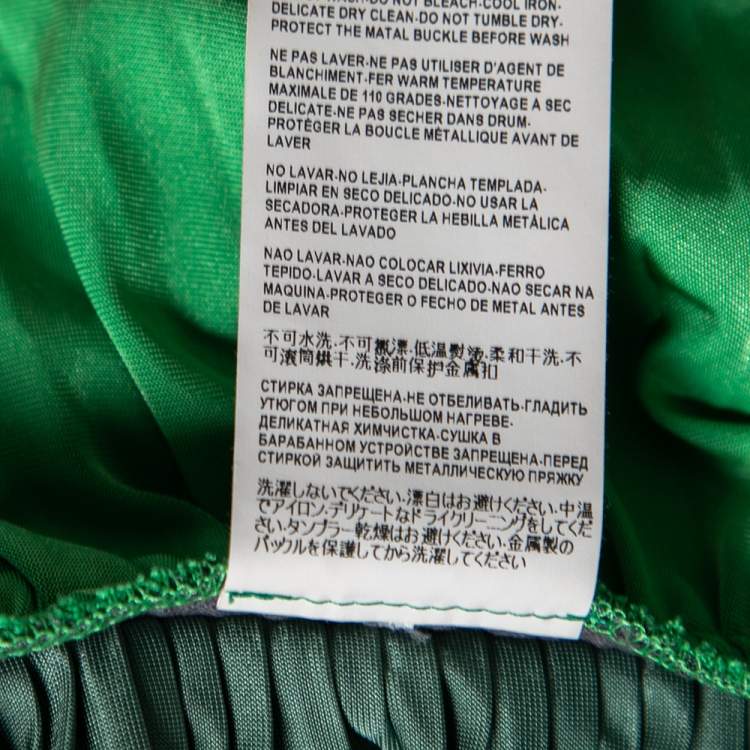 DO NOT BLEACH-COOL IRON-
DELICATE DRY CLEAN-DO NOT TUMBLE DRY-
PROTECT THE MATAL BUCKLE BEFORE WASH
NE PAS LAVER-NE PAS UTILISER D'AGENT DE
BLANCHIMENT-FER WARM TEMPERATURE
MAXIMALE DE 110 GRADES-NETTOYAGE A SEC
DELICATE-NE PAS SECHER DANS DRUM-
PROTÉGER LA BOUCLE MÉTALLIQUE AVANT DE
LAVER
NO LAVAR-NO LEJIA-PLANCHA TEMPLADA-
LIMPIAR EN SECO DELICADO-NO USAR LA
SECADORA-PROTEGER LA HEBILLA METÁLICA
ANTES DEL LAVADO
NAO LAVAR-NAO COLOCAR LIXIVIA-FERRO
TEPIDO-LAVAR A SECO DELICADO-NAO SECAR NA
MAQUINA-PROTEGER O FECHO DE METAL ANTES
DE LAVAR
不可水洗-不可搬漂-低温熨烫-柔和干洗-不
可滚筒烘干-洗涤前保护金属扣
СТИРКА ЗАПРЕЩЕНА-НЕ ОТБЕЛИВАТЬ-ГЛАДИТЬ
УТЮГОМ ПРИ НЕБОЛЬШОМ НАГРЕВЕ-
ДЕЛИКАТНАЯ ХИМЧИСТКА-СУШКА В
БАРАБАННОМ УСТРОЙСТВЕ ЗАПРЕЩЕНА-ПЕРЕД
СТИРКОЙ ЗАЩИТИТЬ МЕТАЛЛИЧЕСКУЮ ПРЯЖКУ
洗濯しないでください-漂白はお避けください-中温
でアイロン-デリケートなドライクリーニングをしてくだ
さい-タンブラー乾燥はお避けください-金属製の
バックルを保護してから洗濯してください